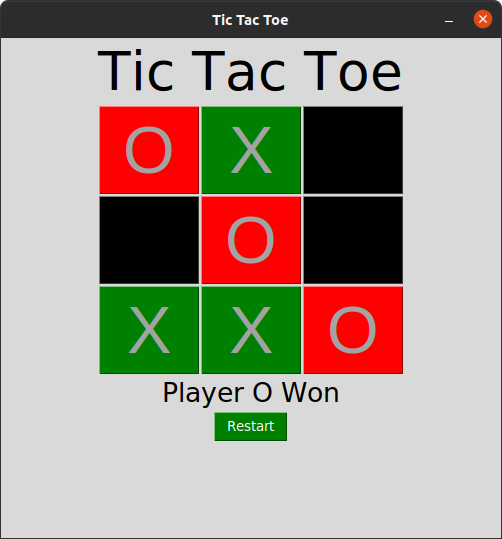 Tic Tac Toe
Tic Tac Toe
O X
O
X X O
Player O Won
Restart